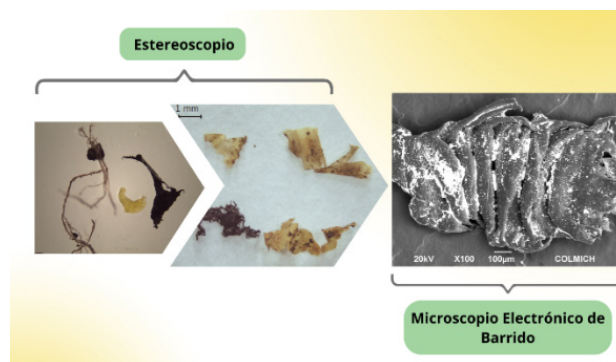 Estereoscopio
1 mm
20kV X100 100µm COLMICH
Microscopio Electrónico de
Barrido